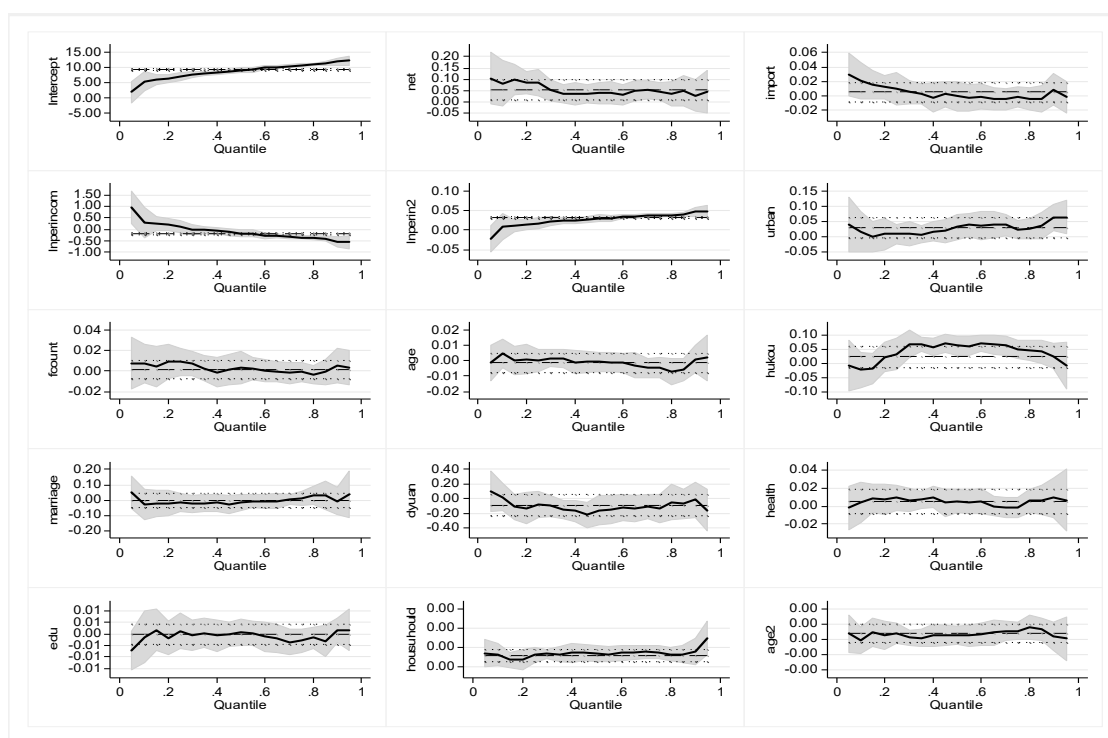 Intercept
15.00
10.00
5.00
0.00
-5.00
0 .2 .4 .6 .8 1
Quantile
net
0.20
0.15
0.10
0.05
0.00
-0.05
0 .2 .4 .6 .8 1
Quantile
import
0.06
0.04
0.02
0.00
-0.02
0 .2 .4 .6 .8 1
Quantile
lnperincom
1.50
1.00
0.50
0.00
-0.50
-1.00
0 .2 .4 .6 .8 1
Quantile
lnperin2
0.10
0.05
0.00
-0.05
0 .2 .4 .6 .8 1
Quantile
urban
0.15
0.10
0.05
0.00
-0.05
0 .2 .4 .6 .8 1
Quantile
fcount
0.04
0.02
0.00
-0.02
0 .2 .4 .6 .8 1
Quantile
age
0.02
0.01
0.00
-0.01
-0.02
0 .2 .4 .6 .8 1
Quantile
hukou
0.10
0.05
0.00
-0.05
-0.10
0 .2 .4 .6 .8 1
Quantile
marriage
0.20
0.10
0.00
-0.10
-0.20
0 .2 .4 .6 .8 1
Quantile
dyuan
0.40
0.20
0.00
-0.20
-0.40
0 .2 .4 .6 .8 1
Quantile
health
0.04
0.02
0.00
-0.02
0 .2 .4 .6 .8 1
Quantile
edu
0.01
0.01
0.00
-0.01
-0.01
0 .2 .4 .6 .8 1
Quantile
housuhould
0.00
0.00
0.00
0.00
0 .2 .4 .6 .8 1
Quantile
age2
0.00
0.00
0.00
-0.00
-0.00
0 .2 .4 .6 .8 1
Quantile